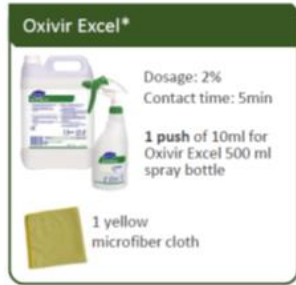 Oxivir Excel*
Dosage: 2%
Contact time: 5min
1 push of 10ml for
Oxivir Excel 500 ml
spray bottle
1 yellow
microfiber cloth